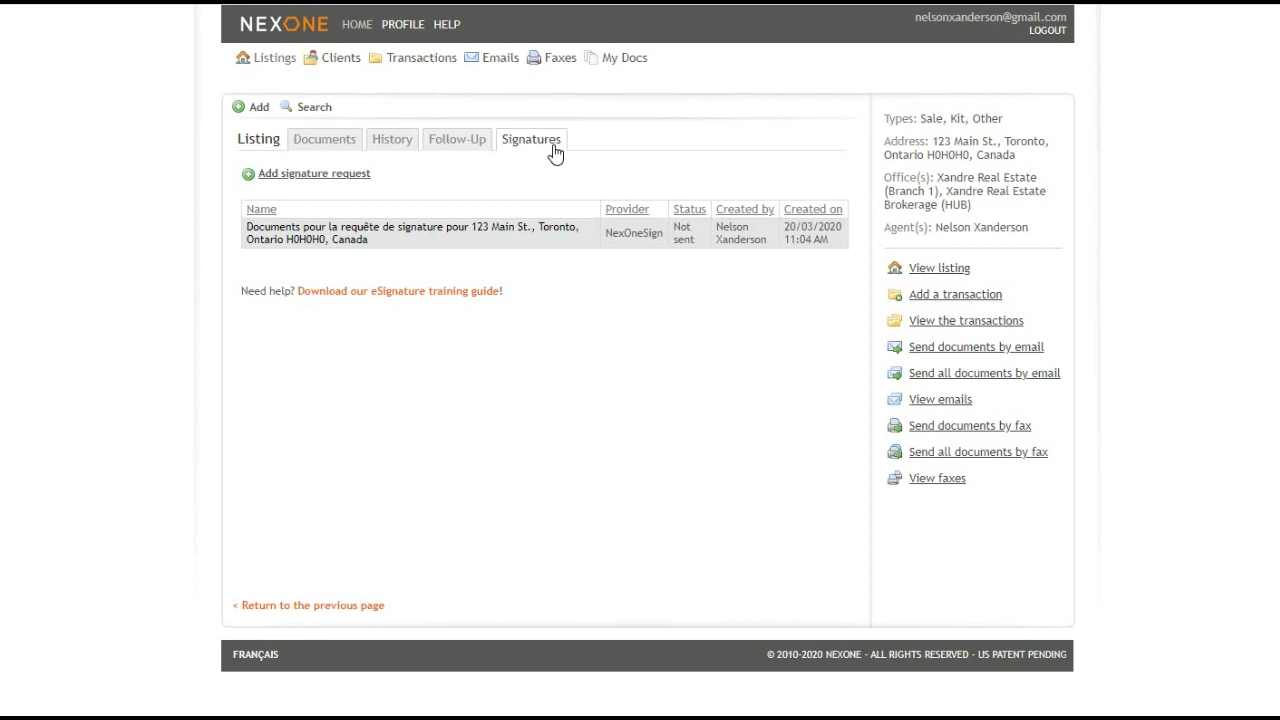 NEXONE HOME PROFILE HELP
nelsonxanderson@gmail.com
LOGOUT
Listings Clients Transactions Emails Faxes My Docs
Add Search
Listing Documents History Follow-Up Signatures
Add signature request
Name Provider Status Created by Created on
Documents pour la requête de signature pour 123 Main St., Toronto,
Ontario H0H0H0, Canada
NexOneSign
Not
sent
Nelson
Xanderson
20/03/2020
11:04 AM
Need help? Download our eSignature training guide!
< Return to the previous page
Types: Sale, Kit, Other
Address: 123 Main St., Toronto,
Ontario H0H0H0, Canada
Office(s): Xandre Real Estate
(Branch 1), Xandre Real Estate
Brokerage (HUB)
Agent(s): Nelson Xanderson
View listing
Add a transaction
View the transactions
Send documents by email
Send all documents by email
View emails
Send documents by fax
Send all documents by fax
View faxes
FRANÇAIS
© 2010-2020 NEXONE - ALL RIGHTS RESERVED - US PATENT PENDING